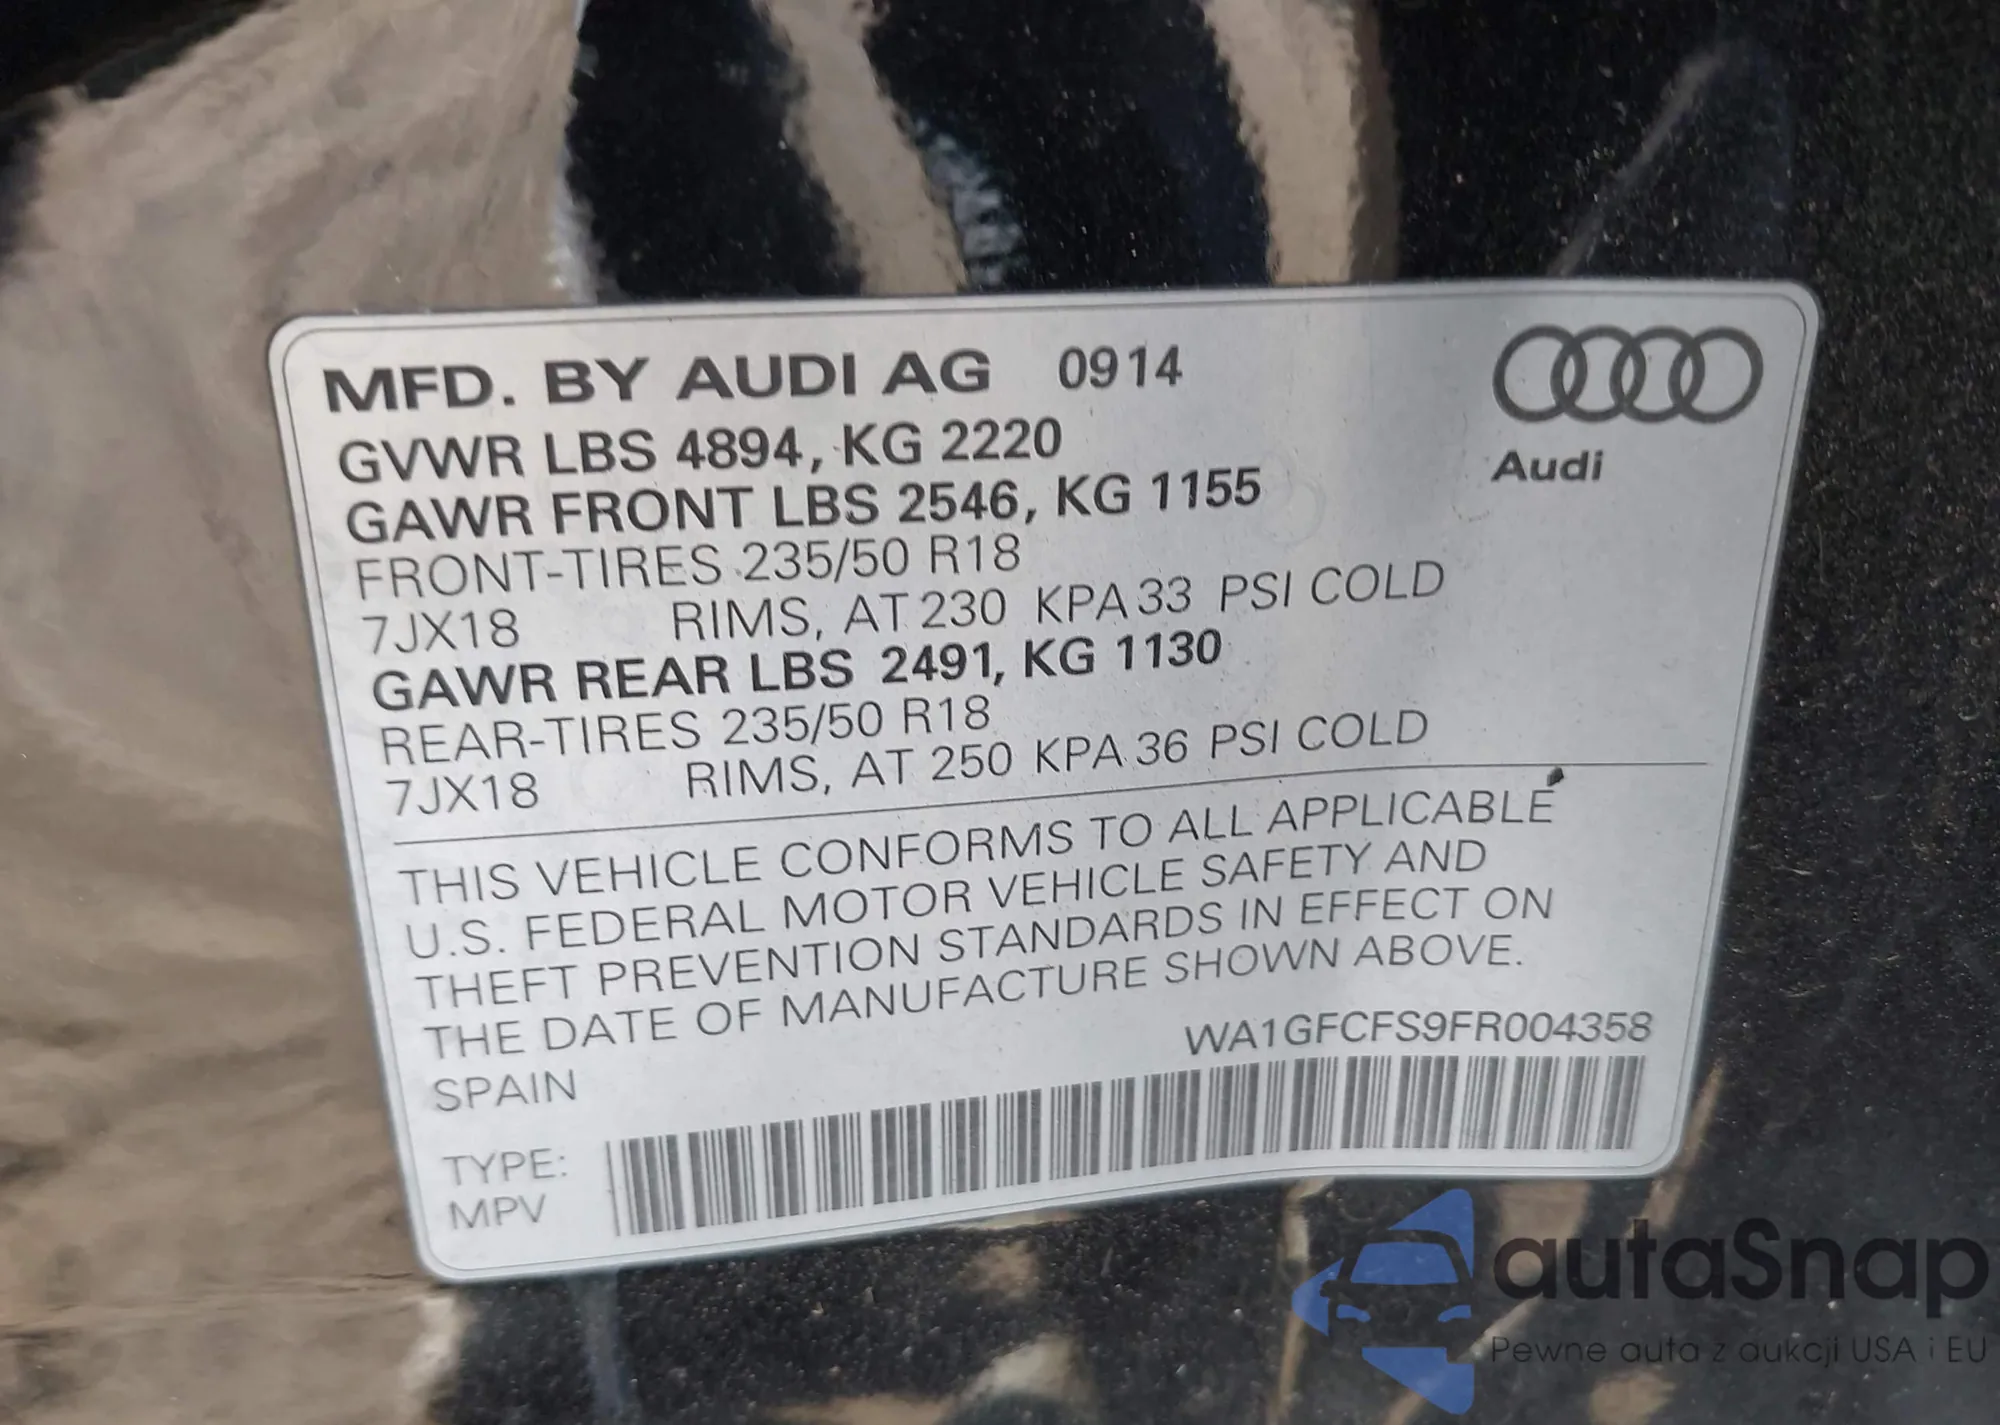 MFD. BY AUDI AG 0914
GVWR LBS 4894, KG 2220
GAWR FRONT LBS 2546, KG 1155
FRONT-TIRES 235/50 R18
7JX18 RIMS, AT 230 KPA 33 PSI COLD
GAWR REAR LBS 2491, KG 1130
REAR-TIRES 235/50 R18
7JX18 RIMS, AT 250 KPA 36 PSI COLD
Audi
THIS VEHICLE CONFORMS TO ALL APPLICABLE
U.S. FEDERAL MOTOR VEHICLE SAFETY AND
THEFT PREVENTION STANDARDS IN EFFECT ON
THE DATE OF MANUFACTURE SHOWN ABOVE.
WA1GFCFS9FR004358
SPAIN
TYPE:
MPV
autaSnap
Pewne auta z aukcji USA i EU